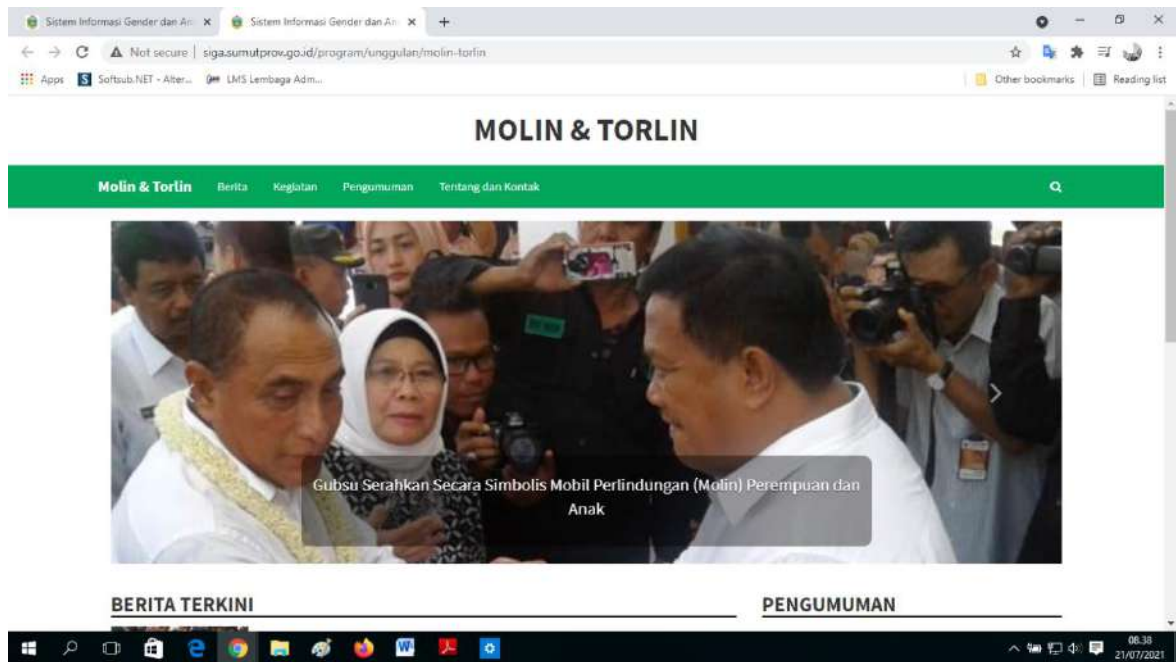 Sistem Informasi Gender dan An
Sistem Informasi Gender dan An
Not secure | siga.sumutprov.go.id/program/unggulan/molin-torlin
Apps Softsub.NET - Alter... LMS Lembaga Adm... Other bookmarks Reading list
MOLIN & TORLIN
Molin & Torlin Berita Kegiatan Pengumuman Tentang dan Kontak
Gubsu Serahkan Secara Simbolis Mobil Perlindungan (Molin) Perempuan dan
Anak
BERITA TERKINI PENGUMUMAN
08.38
21/07/2021